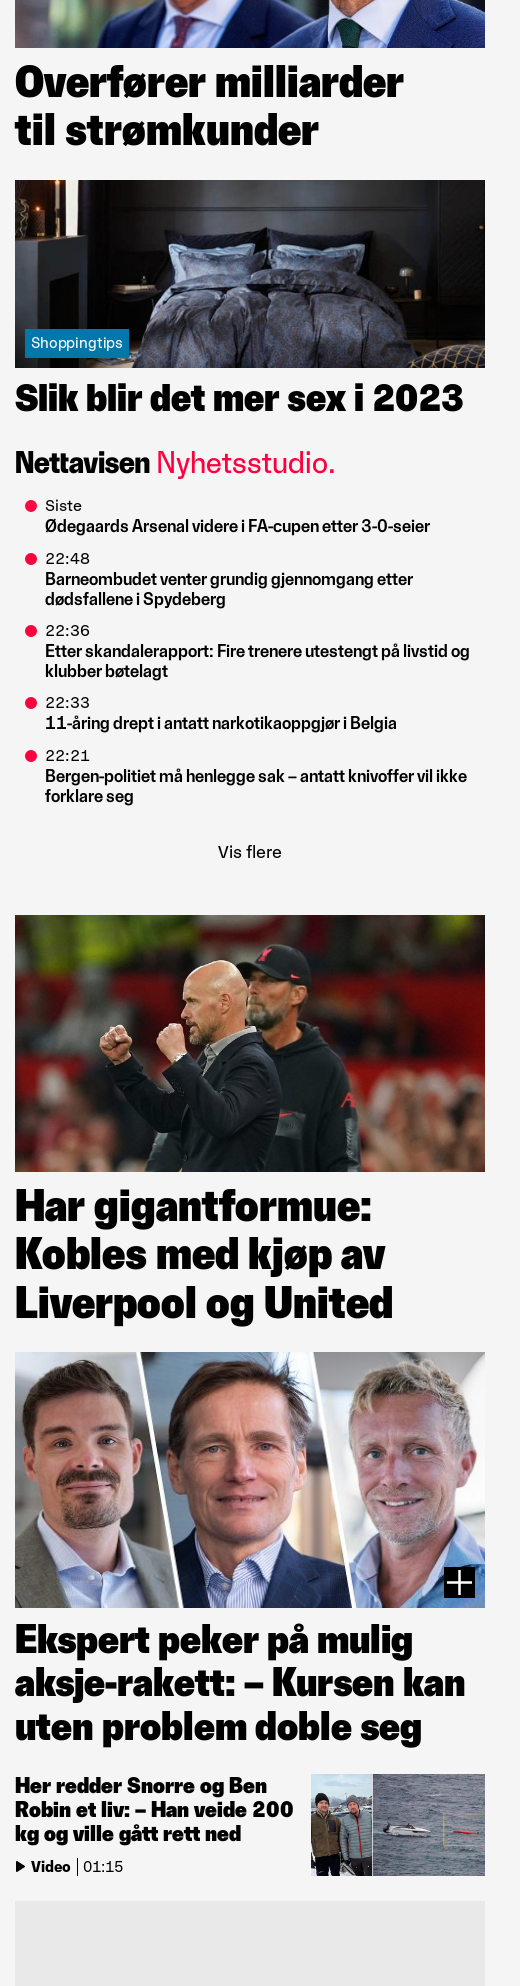 Overfører milliarder
til strømkunder
Shoppingtips
Slik blir det mer sex i 2023
Nettavisen Nyhetsstudio.
Siste
Ødegaards Arsenal videre i FA-cupen etter 3-0-seier
22:48
Barneombudet venter grundig gjennomgang etter
dødsfallene i Spydeberg
22:36
Etter skandalerapport: Fire trenere utestengt på livstid og
klubber bøtelagt
22:33
11-åring drept i antatt narkotikaoppgjør i Belgia
22:21
Bergen-politiet må henlegge sak – antatt knivoffer vil ikke
forklare seg
Vis flere
Har gigantformue:
Kobles med kjøp av
Liverpool og United
Ekspert peker på mulig
aksje-rakett: – Kursen kan
uten problem doble seg
Her redder Snorre og Ben
Robin et liv: – Han veide 200
kg og ville gått rett ned
Video | 01:15